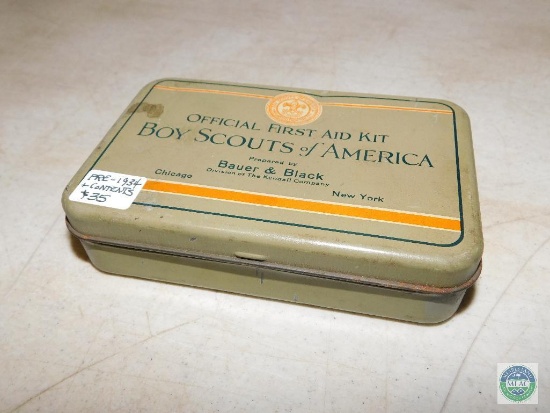 OFFICIAL FIRST AID KIT
BOY SCOUTS of AMERICA
Prepared by
Bauer & Black
Division of The Kendall Company
Chicago
New York
PRE-1934
+ CONTENTS
$35